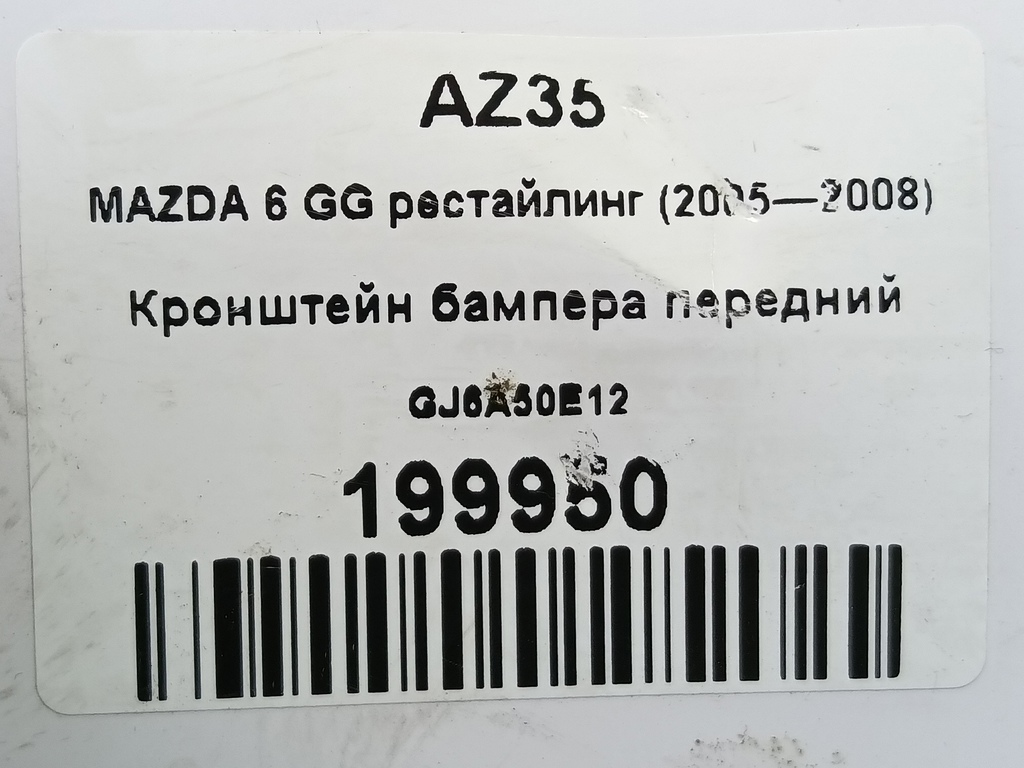 AZ35
MAZDA 6 GG рестайлинг (2005—2008)
Кронштейн бампера передний
GJ6A50E12
199950